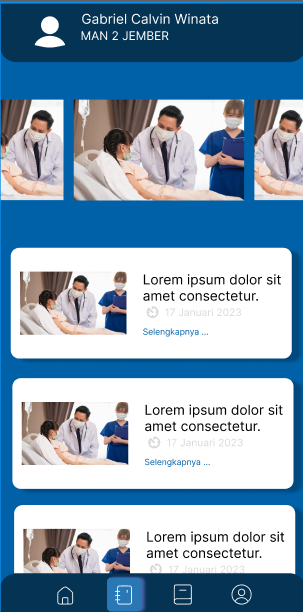 Gabriel Calvin Winata
MAN 2 JEMBER
Lorem ipsum dolor sit
amet consectetur.
17 Januari 2023
Selengkapnya ...
Lorem ipsum dolor sit
amet consectetur.
17 Januari 2023
Selengkapnya ...
Lorem ipsum dolor sit
amet consectetur.
17 Januari 2023